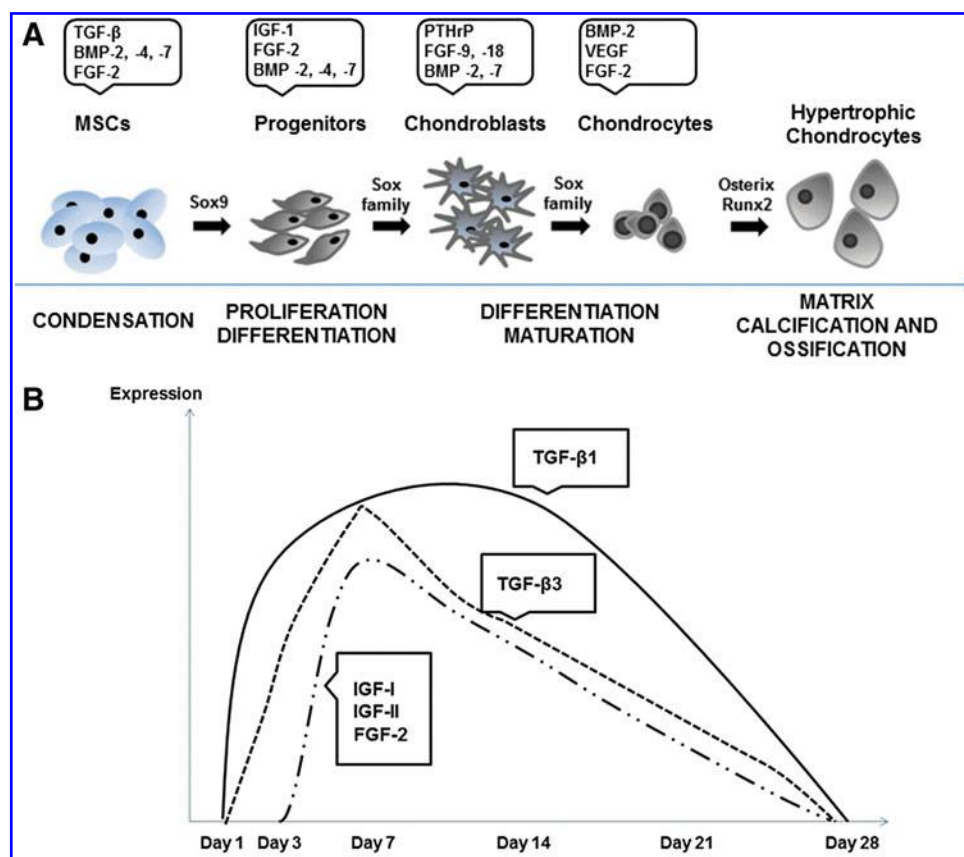 A
TGF-β
BMP-2, -4, -7
FGF-2
IGF-1
FGF-2
BMP -2, -4, -7
PTHrP
FGF-9, -18
BMP -2, -7
BMP-2
VEGF
FGF-2
MSCs
Progenitors
Chondroblasts
Chondrocytes
Hypertrophic
Chondrocytes
Sox9
Sox
family
Sox
family
Osterix
Runx2
CONDENSATION
PROLIFERATION
DIFFERENTIATION
DIFFERENTIATION
MATURATION
MATRIX
CALCIFICATION AND
OSSIFICATION
B
Expression
TGF-β1
TGF-β3
IGF-I
IGF-II
FGF-2
Day 1 Day 3 Day 7 Day 14 Day 21 Day 28